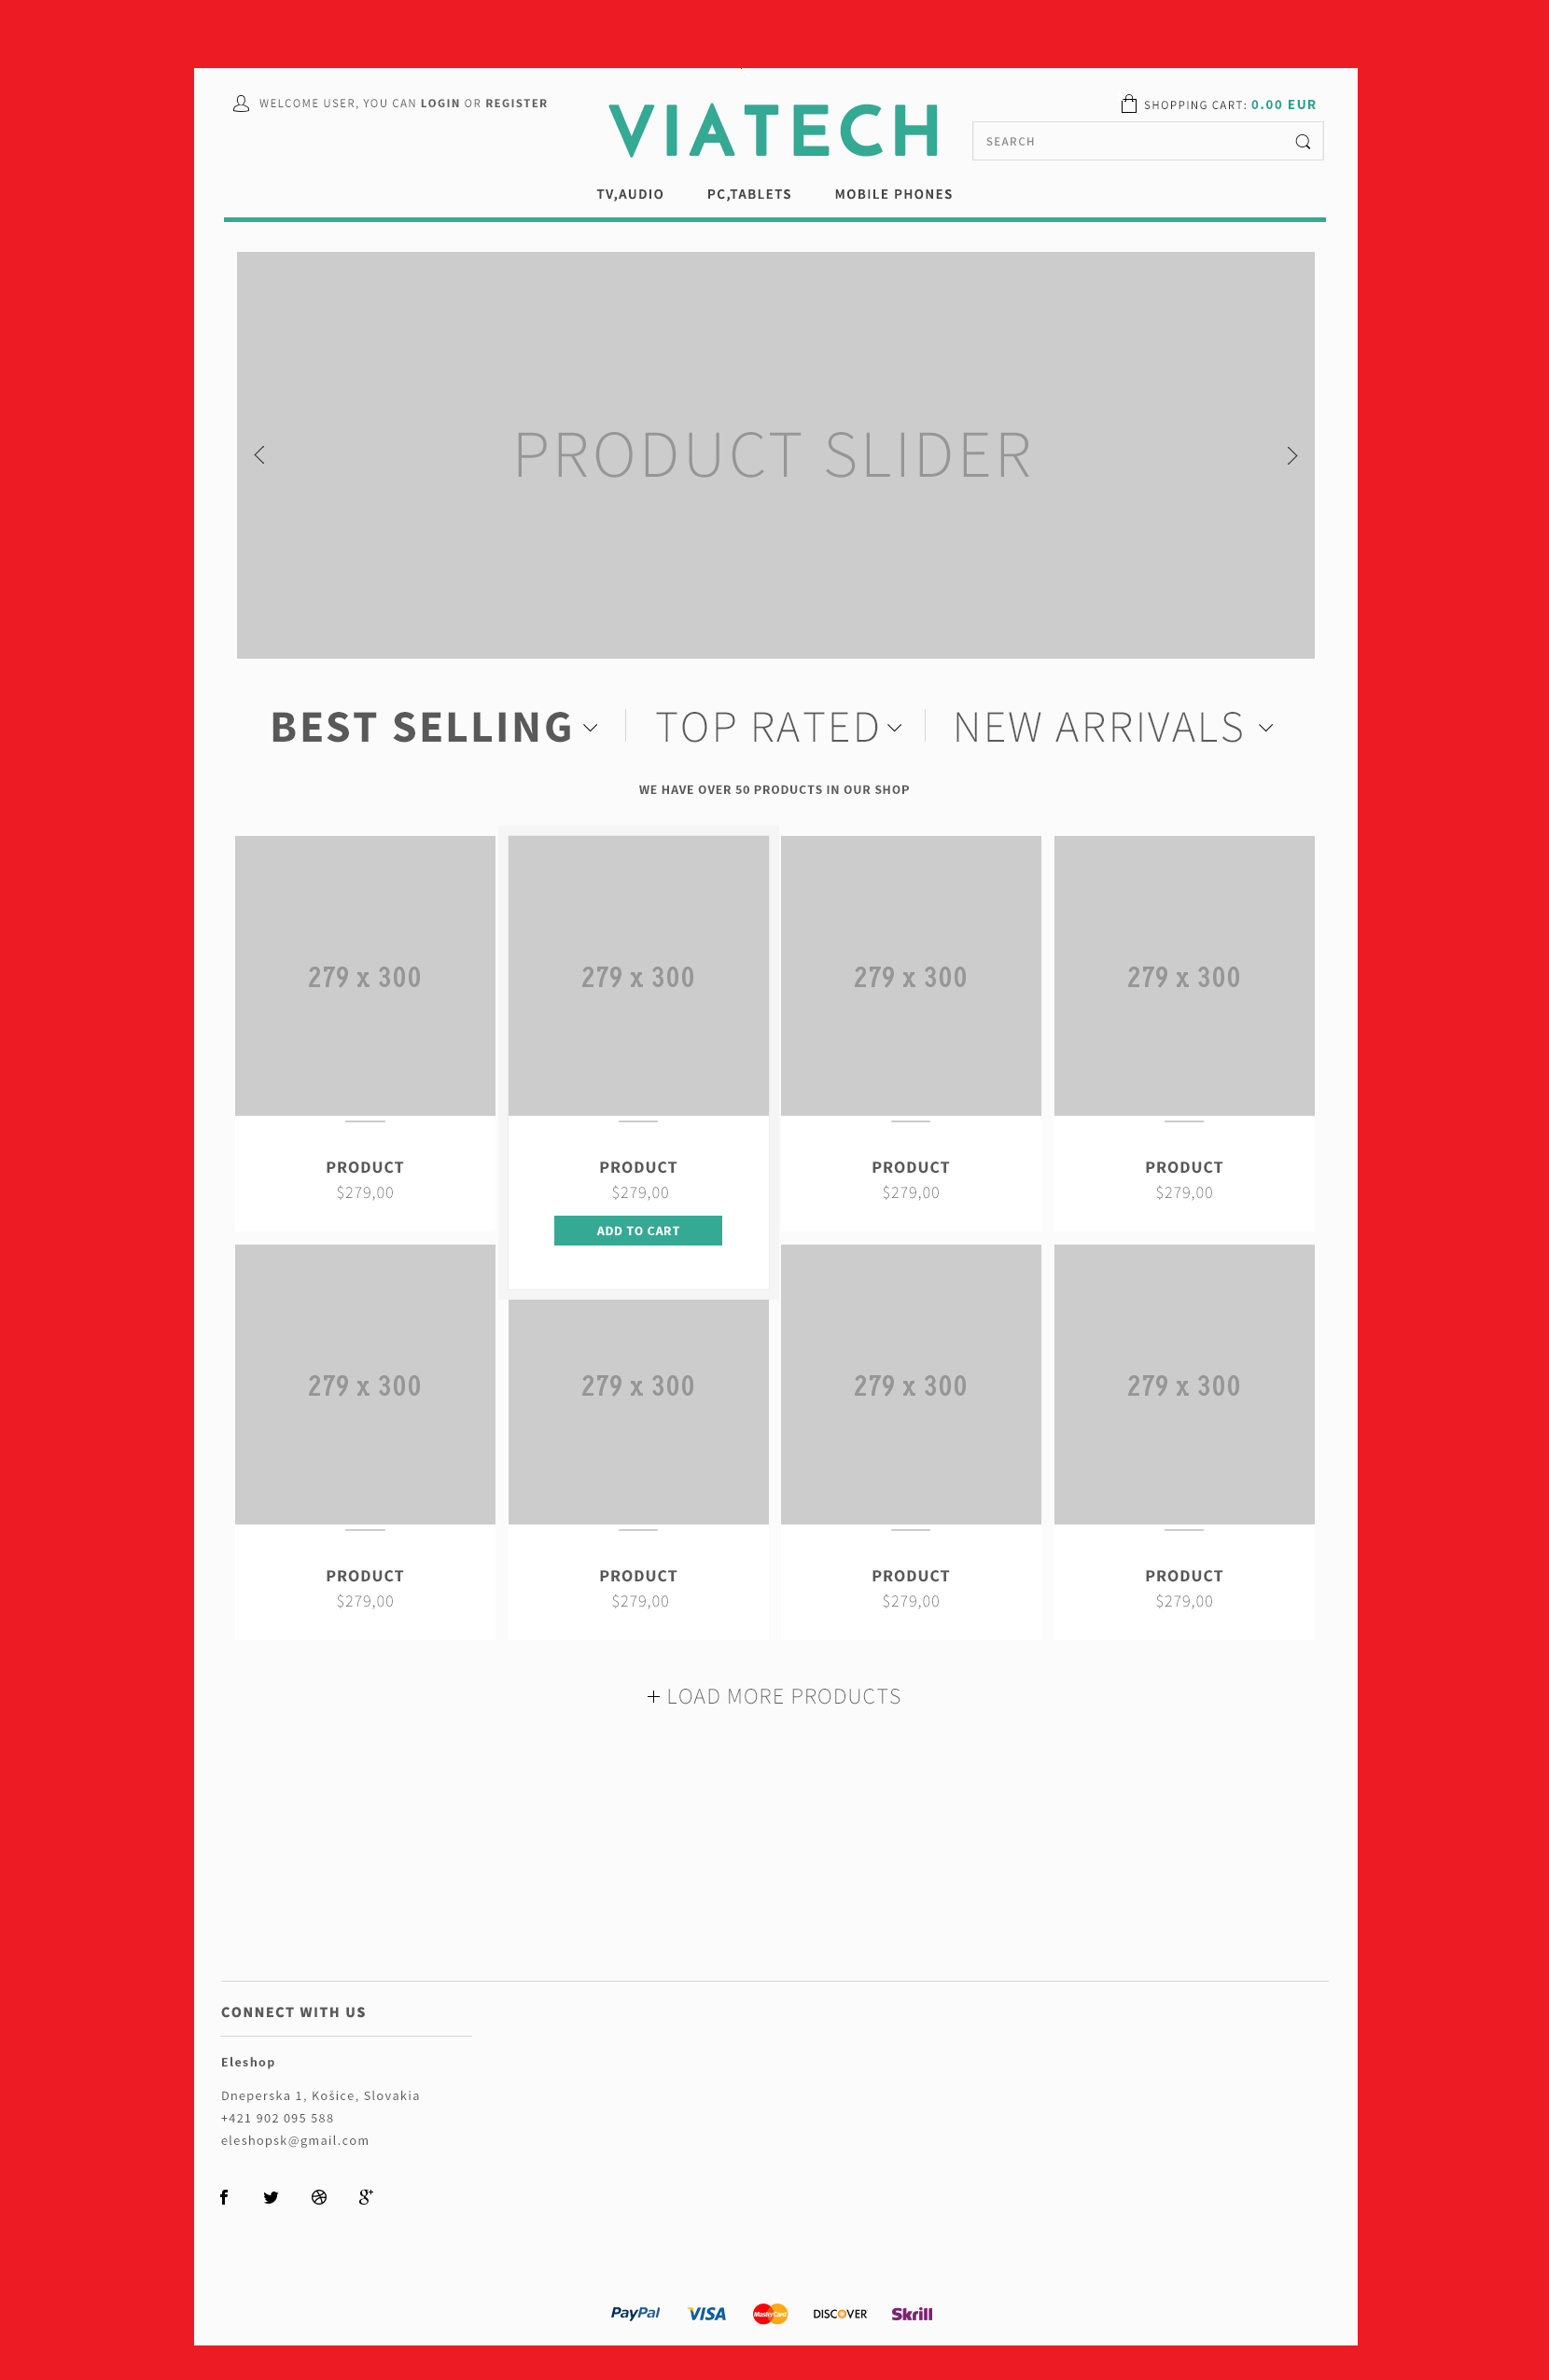 WELCOME USER, YOU CAN LOGIN OR REGISTER
VIATECH
SHOPPING CART: 0.00 EUR
SEARCH
TV,AUDIO PC,TABLETS MOBILE PHONES
PRODUCT SLIDER
BEST SELLING TOP RATED NEW ARRIVALS
WE HAVE OVER 50 PRODUCTS IN OUR SHOP
279 x 300 279 x 300 279 x 300 279 x 300
PRODUCT PRODUCT PRODUCT PRODUCT
$279,00 $279,00 $279,00 $279,00
ADD TO CART
279 x 300 279 x 300 279 x 300 279 x 300
PRODUCT PRODUCT PRODUCT PRODUCT
$279,00 $279,00 $279,00 $279,00
+ LOAD MORE PRODUCTS
CONNECT WITH US
Eleshop
Dneperska 1, Košice, Slovakia
+421 902 095 588
eleshopsk@gmail.com
PayPal VISA MasterCard DISCOVER Skrill